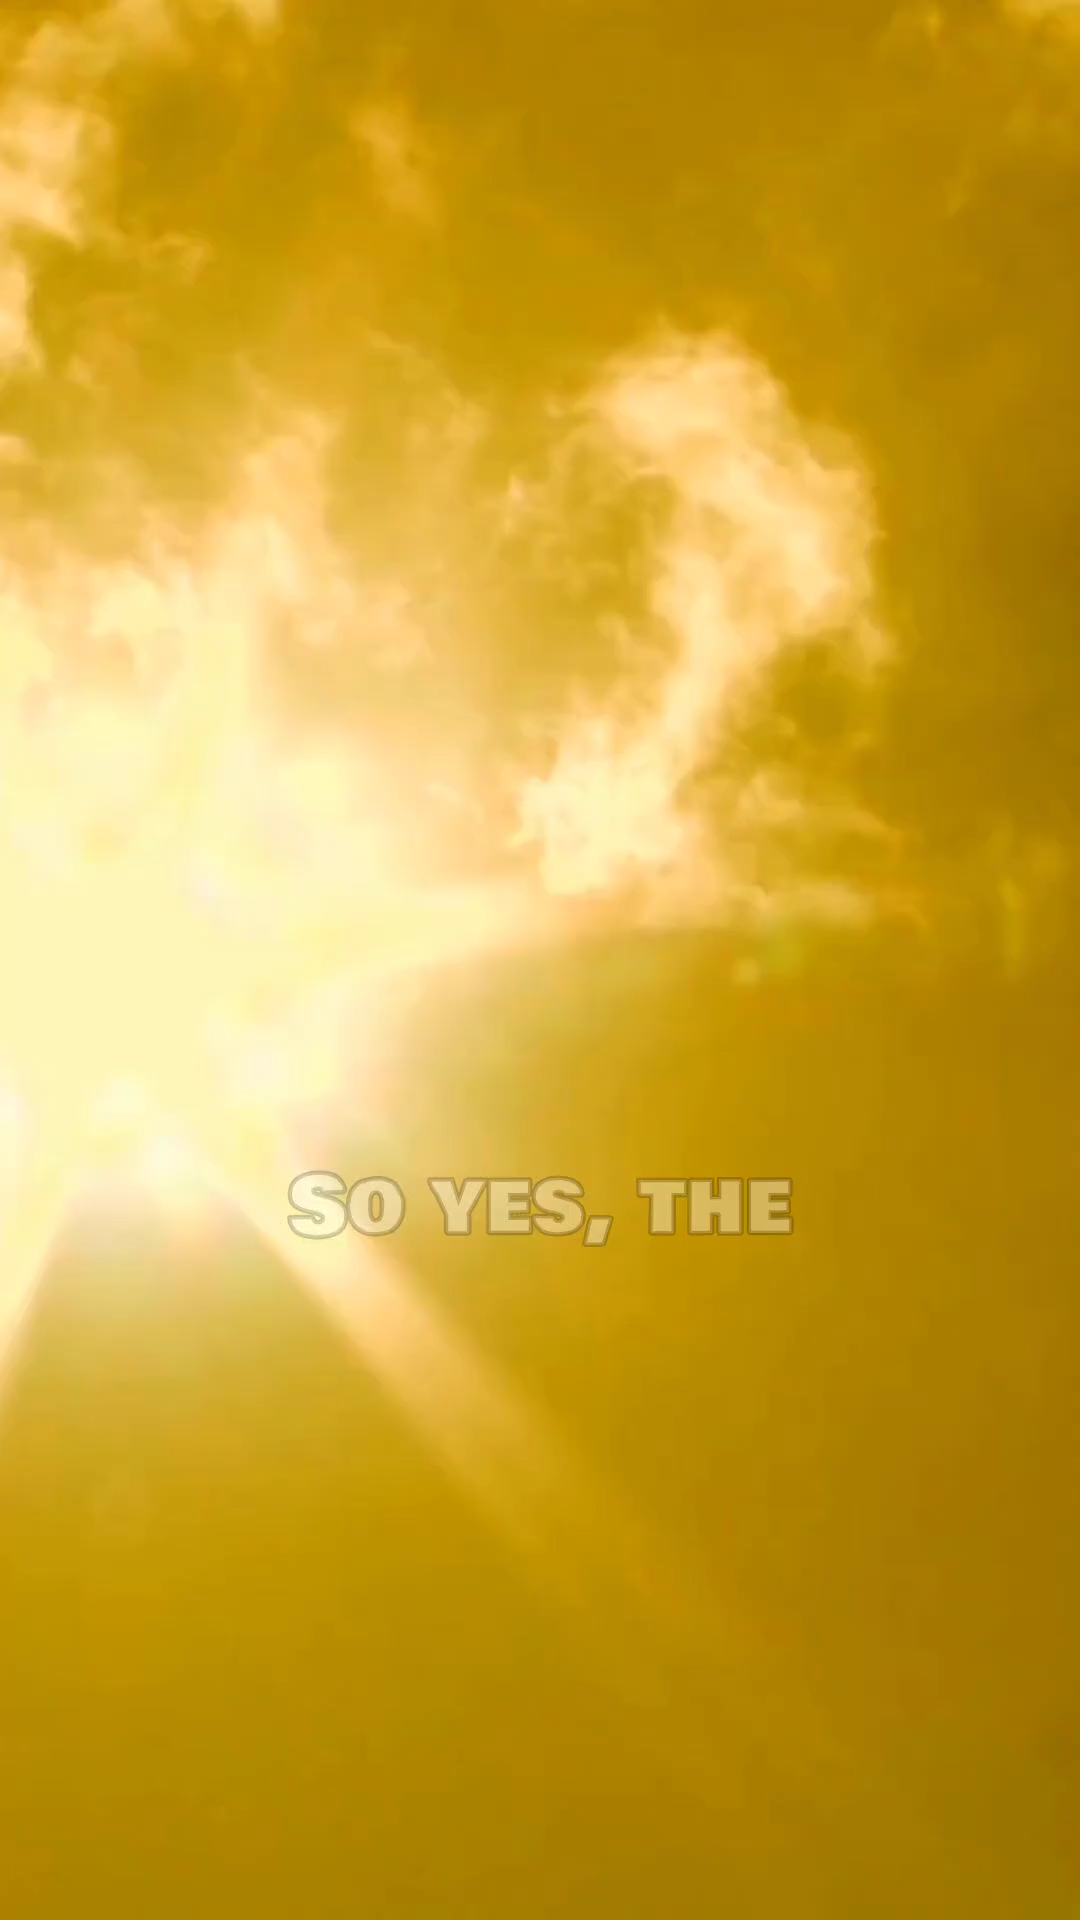 SO YES, THE